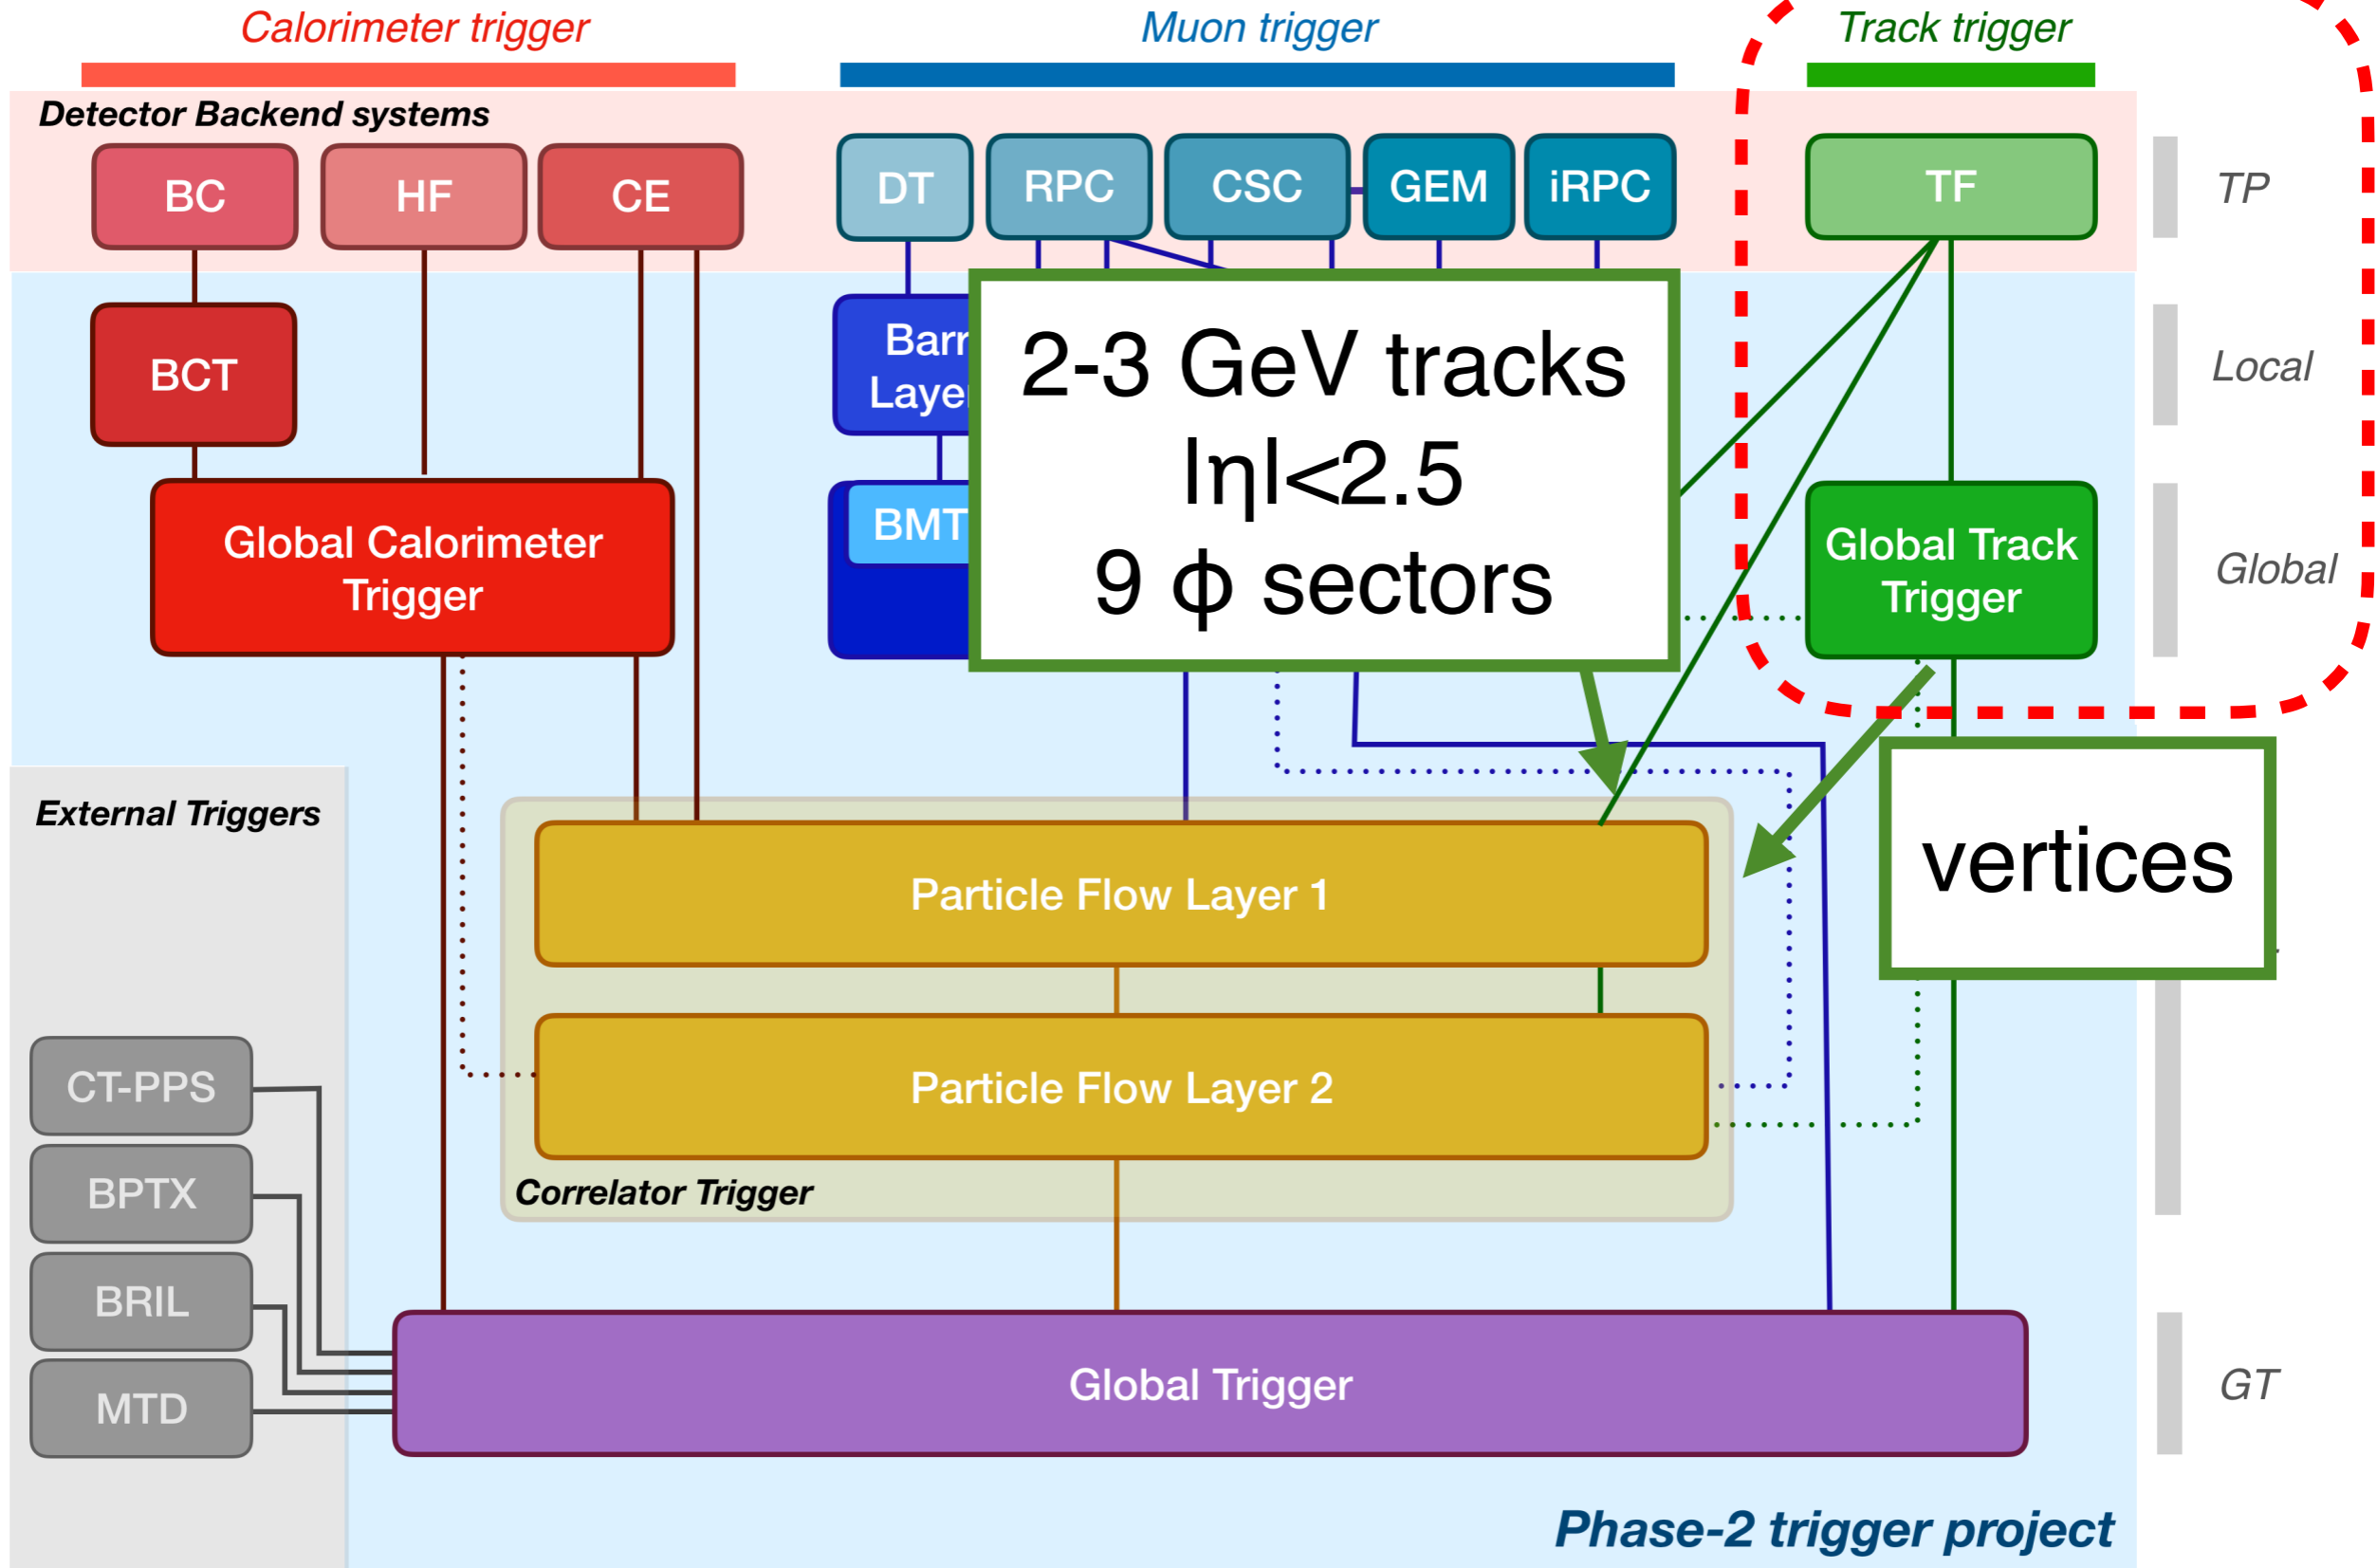 Calorimeter trigger
Muon trigger
Track trigger
Detector Backend systems
BC
HF
CE
DT
RPC
CSC
GEM
iRPC
TF
TP
BCT
Barr
Laye
2-3 GeV tracks
|η|<2.5
9 φ sectors
Local
Global Calorimeter
Trigger
BMT
Global Track
Trigger
Global
External Triggers
vertices
Particle Flow Layer 1
Particle Flow Layer 2
Correlator Trigger
CT-PPS
BPTX
BRIL
MTD
Global Trigger
GT
Phase-2 trigger project